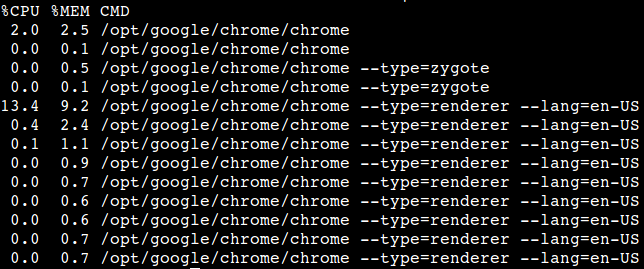 %CPU %MEM CMD
2.0 2.5 /opt/google/chrome/chrome
0.0 0.1 /opt/google/chrome/chrome
0.0 0.5 /opt/google/chrome/chrome --type=zygote
0.0 0.1 /opt/google/chrome/chrome --type=zygote
13.4 9.2 /opt/google/chrome/chrome --type=renderer --lang=en-US
0.4 2.4 /opt/google/chrome/chrome --type=renderer --lang=en-US
0.1 1.1 /opt/google/chrome/chrome --type=renderer --lang=en-US
0.0 0.9 /opt/google/chrome/chrome --type=renderer --lang=en-US
0.0 0.7 /opt/google/chrome/chrome --type=renderer --lang=en-US
0.0 0.6 /opt/google/chrome/chrome --type=renderer --lang=en-US
0.0 0.6 /opt/google/chrome/chrome --type=renderer --lang=en-US
0.0 0.7 /opt/google/chrome/chrome --type=renderer --lang=en-US
0.0 0.7 /opt/google/chrome/chrome --type=renderer --lang=en-US